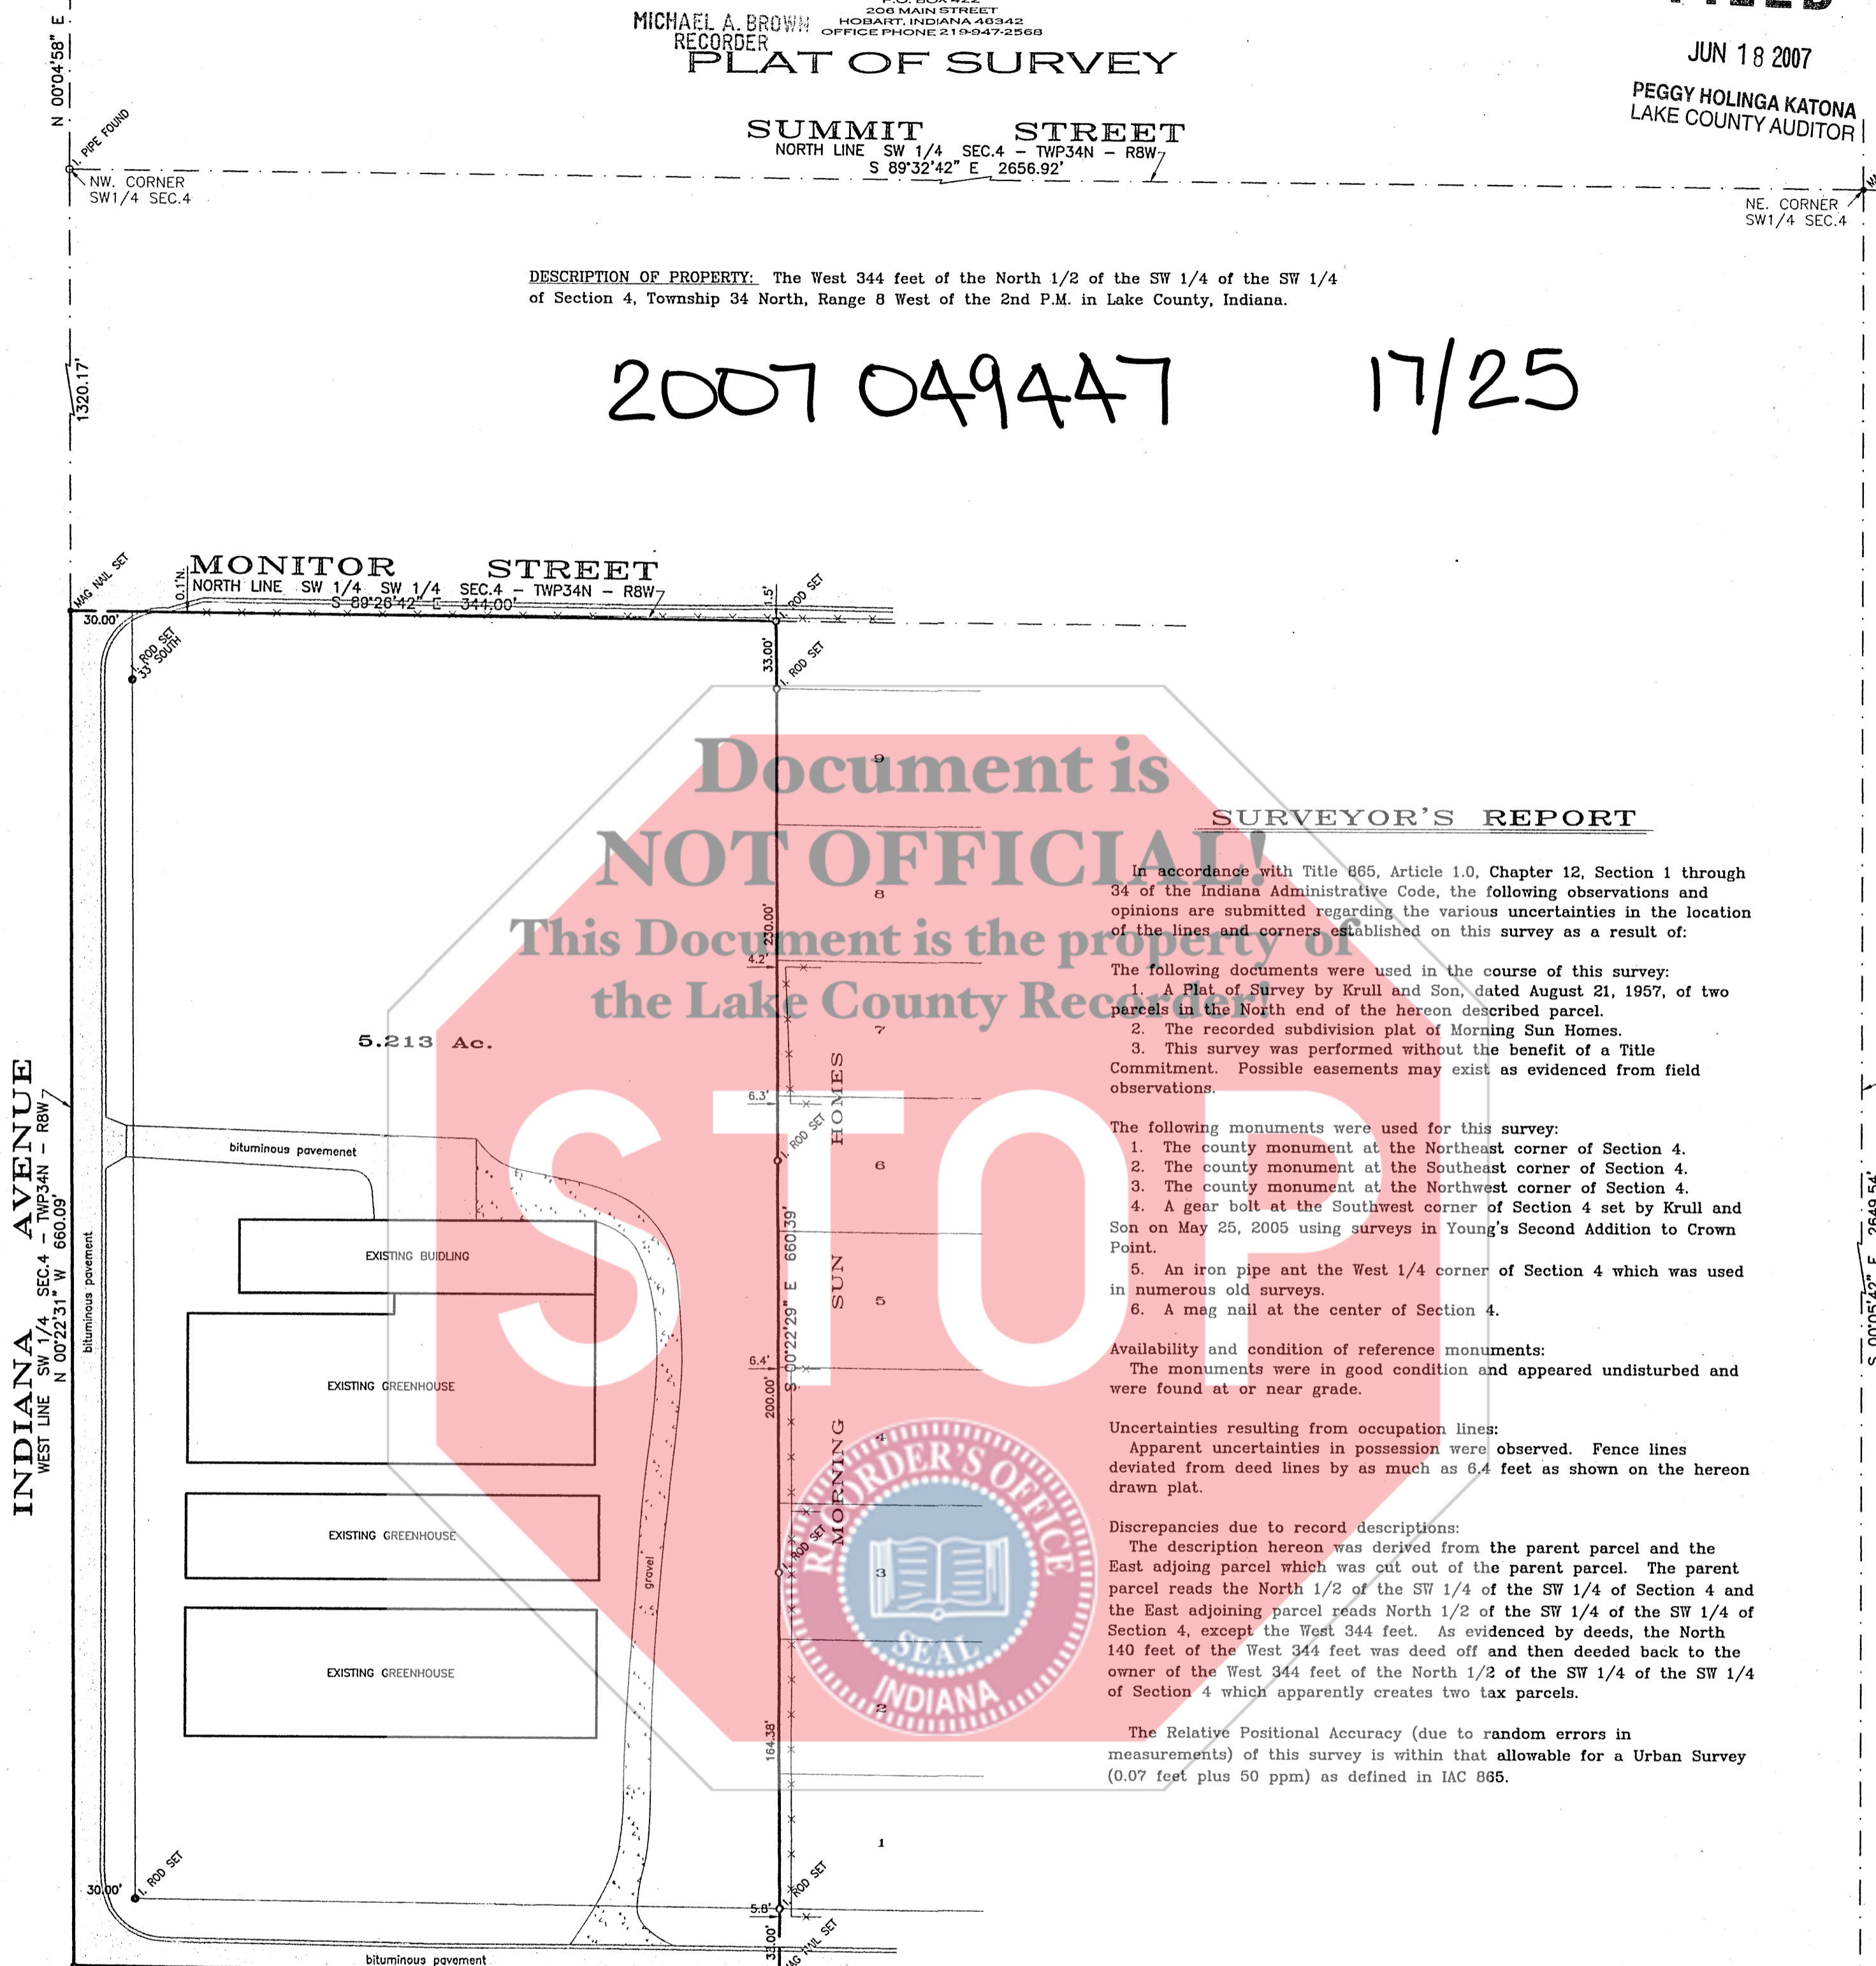 P.O. BOX 422
206 MAIN STREET
HOBART, INDIANA 46342
OFFICE PHONE 219-947-2568
MICHAEL A. BROWN
RECORDER
PLAT OF SURVEY
JUN 18 2007
PEGGY HOLINGA KATONA
LAKE COUNTY AUDITOR
N 00°04'58" E
I. PIPE FOUND
NW. CORNER
SW1/4 SEC.4
SUMMIT STREET
NORTH LINE SW 1/4 SEC.4 - TWP34N - R8W
S 89°32'42" E 2656.92'
NE. CORNER
SW1/4 SEC.4
DESCRIPTION OF PROPERTY: The West 344 feet of the North 1/2 of the SW 1/4 of the SW 1/4
of Section 4, Township 34 North, Range 8 West of the 2nd P.M. in Lake County, Indiana.
1320.17'
2007 049447 17/25
MAG NAIL SET
0.1'N.
MONITOR STREET
NORTH LINE SW 1/4 SW 1/4 SEC.4 - TWP34N - R8W
S 89°26'42" E 344.00'
1.5'
I. ROD SET
30.00'
I. ROD SET
33' SOUTH
33.00'
I. ROD SET
Document is
NOT OFFICIAL!
This Document is the property of
the Lake County Recorder!
STOP
RECORDER'S OFFICE
SEAL
INDIANA
9
8
230.00'
4.2'
7
5.213 Ac.
6.3'
I. ROD SET
6
5
6.4'
200.00'
S 00°22'29" E 660.39'
MORNING SUN HOMES
4
I. ROD SET
3
2
164.38'
1
INDIANA AVENUE
WEST LINE SW 1/4 SEC.4 - TWP34N - R8W
N 00°22'31" W 660.09'
bituminous pavement
bituminous pavemenet
EXISTING BUIDLING
EXISTING GREENHOUSE
EXISTING GREENHOUSE
EXISTING GREENHOUSE
gravel
30.00'
I. ROD SET
5.8'
I. ROD SET
33.00'
MAG NAIL SET
bituminous pavement
SURVEYOR'S REPORT
In accordance with Title 865, Article 1.0, Chapter 12, Section 1 through
34 of the Indiana Administrative Code, the following observations and
opinions are submitted regarding the various uncertainties in the location
of the lines and corners established on this survey as a result of:
The following documents were used in the course of this survey:
1. A Plat of Survey by Krull and Son, dated August 21, 1957, of two
parcels in the North end of the hereon described parcel.
2. The recorded subdivision plat of Morning Sun Homes.
3. This survey was performed without the benefit of a Title
Commitment. Possible easements may exist as evidenced from field
observations.
The following monuments were used for this survey:
1. The county monument at the Northeast corner of Section 4.
2. The county monument at the Southeast corner of Section 4.
3. The county monument at the Northwest corner of Section 4.
4. A gear bolt at the Southwest corner of Section 4 set by Krull and
Son on May 25, 2005 using surveys in Young's Second Addition to Crown
Point.
5. An iron pipe ant the West 1/4 corner of Section 4 which was used
in numerous old surveys.
6. A mag nail at the center of Section 4.
Availability and condition of reference monuments:
The monuments were in good condition and appeared undisturbed and
were found at or near grade.
Uncertainties resulting from occupation lines:
Apparent uncertainties in possession were observed. Fence lines
deviated from deed lines by as much as 6.4 feet as shown on the hereon
drawn plat.
Discrepancies due to record descriptions:
The description hereon was derived from the parent parcel and the
East adjoing parcel which was cut out of the parent parcel. The parent
parcel reads the North 1/2 of the SW 1/4 of the SW 1/4 of Section 4 and
the East adjoining parcel reads North 1/2 of the SW 1/4 of the SW 1/4 of
Section 4, except the West 344 feet. As evidenced by deeds, the North
140 feet of the West 344 feet was deed off and then deeded back to the
owner of the West 344 feet of the North 1/2 of the SW 1/4 of the SW 1/4
of Section 4 which apparently creates two tax parcels.
The Relative Positional Accuracy (due to random errors in
measurements) of this survey is within that allowable for a Urban Survey
(0.07 feet plus 50 ppm) as defined in IAC 865.
S 00°05'42" E 2649.54'